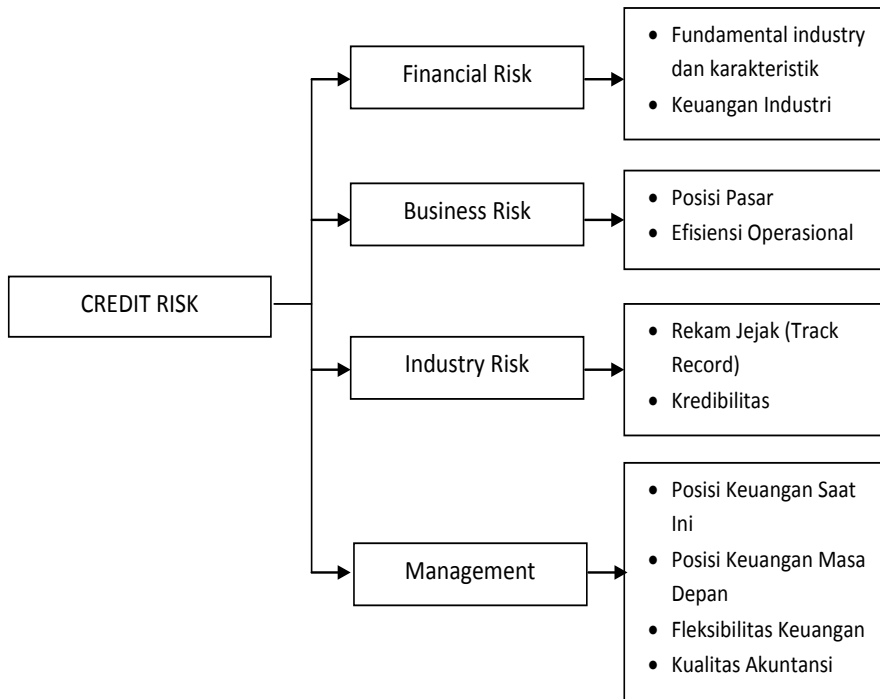 CREDIT RISK
Financial Risk
• Fundamental industry
dan karakteristik
• Keuangan Industri
Business Risk
• Posisi Pasar
• Efisiensi Operasional
Industry Risk
• Rekam Jejak (Track
Record)
• Kredibilitas
Management
• Posisi Keuangan Saat
Ini
• Posisi Keuangan Masa
Depan
• Fleksibilitas Keuangan
• Kualitas Akuntansi